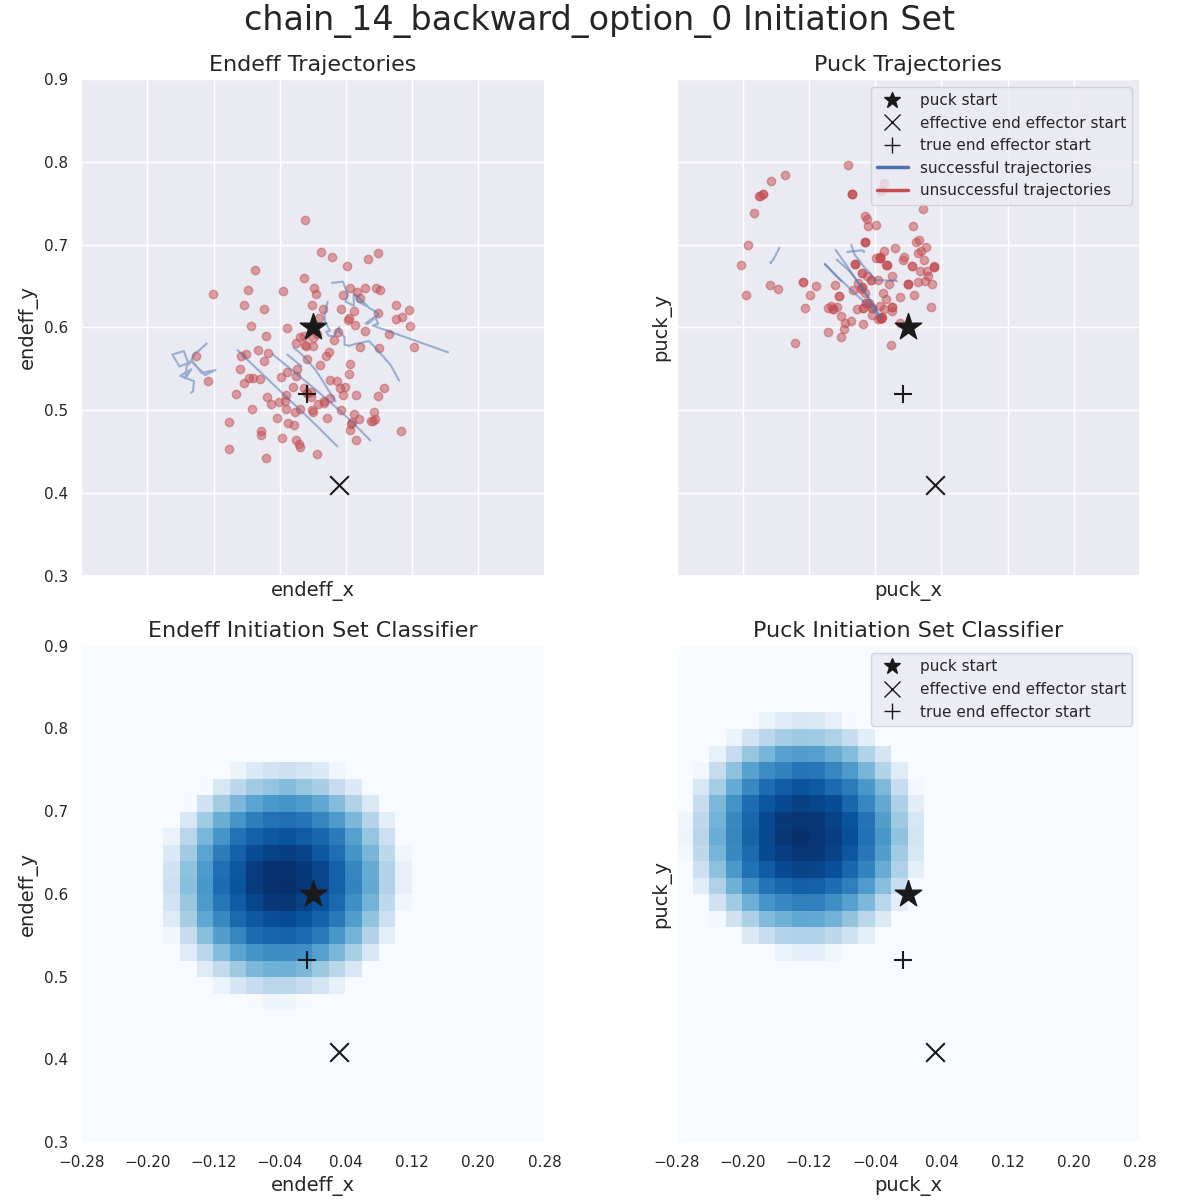 chain_14_backward_option_0 Initiation Set
Endeff Trajectories
0.9
0.8
0.7
0.6
0.5
0.4
0.3
endeff_y
endeff_x
Puck Trajectories
puck start
effective end effector start
true end effector start
successful trajectories
unsuccessful trajectories
puck_y
puck_x
Endeff Initiation Set Classifier
0.9
0.8
0.7
0.6
0.5
0.4
0.3
endeff_y
−0.28 −0.20 −0.12 −0.04 0.04 0.12 0.20 0.28
endeff_x
Puck Initiation Set Classifier
puck start
effective end effector start
true end effector start
puck_y
−0.28 −0.20 −0.12 −0.04 0.04 0.12 0.20 0.28
puck_x